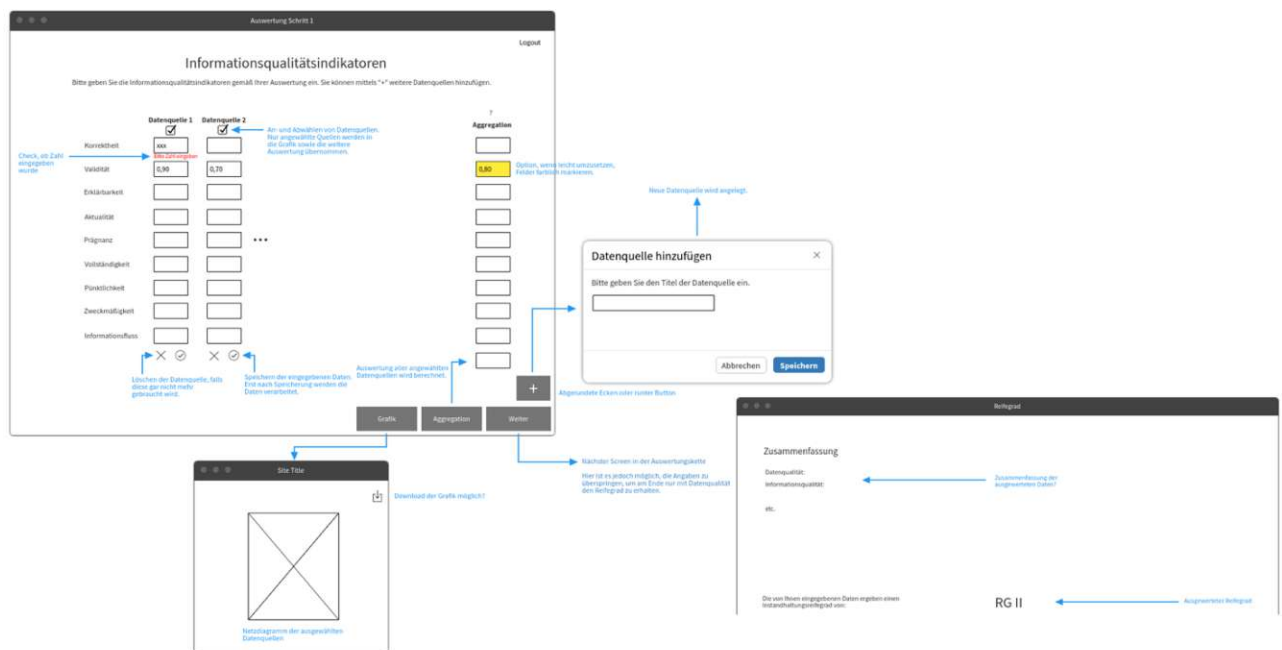 Auswertung Schritt 1
Logout
Informationsqualitätsindikatoren
Bitte geben Sie die Informationsqualitätsindikatoren gemäß Ihrer Auswertung ein. Sie können mittels "+" weitere Datenquellen hinzufügen.
Datenquelle 1 Datenquelle 2
?
Aggregation
An- und Abwählen von Datenquellen.
Nur angewählte Quellen werden in
die Grafik sowie die weitere
Auswertung übernommen.
Korrektheit
xxx
Bitte Zahl eingeben
Check, ob Zahl
eingegeben
wurde
Validität
0,90
0,70
0,80
Option, wenn leicht umzusetzen,
Felder farblich markieren.
Erklärbarkeit
Aktualität
Prägnanz
Vollständigkeit
Pünktlichkeit
Zweckmäßigkeit
Informationsfluss
Löschen der Datenquelle, falls
diese gar nicht mehr
gebraucht wird.
Speichern der eingegebenen Daten.
Erst nach Speicherung werden die
Daten verarbeitet.
Auswertung aller angewählten
Datenquellen wird berechnet.
+
Abgerundete Ecken oder runder Button
Grafik
Aggregation
Weiter
Neue Datenquelle wird angelegt.
Datenquelle hinzufügen
Bitte geben Sie den Titel der Datenquelle ein.
Abbrechen
Speichern
Nächster Screen in der Auswertungskette
Hier ist es jedoch möglich, die Angaben zu
überspringen, um am Ende nur mit Datenqualität
den Reifegrad zu erhalten.
Site Title
Download der Grafik möglich?
Netzdiagramm der ausgewählten
Datenquellen
Reifegrad
Zusammenfassung
Datenqualität:
Informationsqualität:
etc.
Zusammenfassung der
ausgewerteten Daten?
Die von Ihnen eingegebenen Daten ergeben einen
Instandhaltungsreifegrad von:
RG II
Ausgewerteter Reifegrad